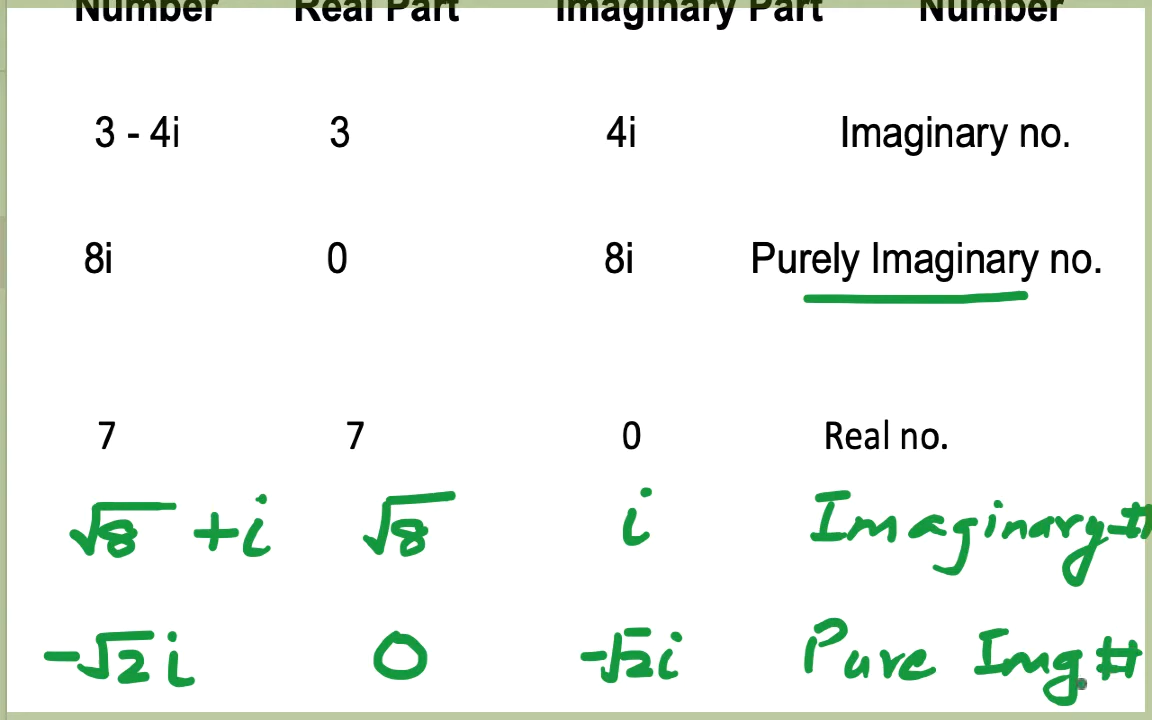 Number Real Part Imaginary Part Number
3 - 4i 3 4i Imaginary no.
8i 0 8i Purely Imaginary no.
7 7 0 Real no.
√8 +i √8 i Imaginary #
-√2 i 0 -√2 i Pure Img #